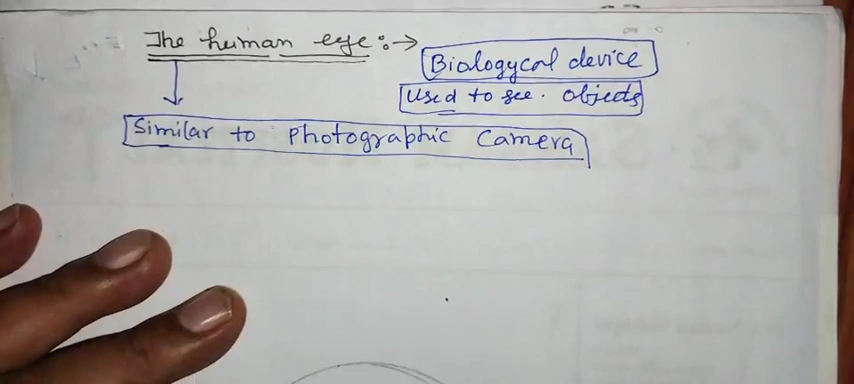 The human eye :→
Biologycal device
Used to see. objects
Similar to photographic camera